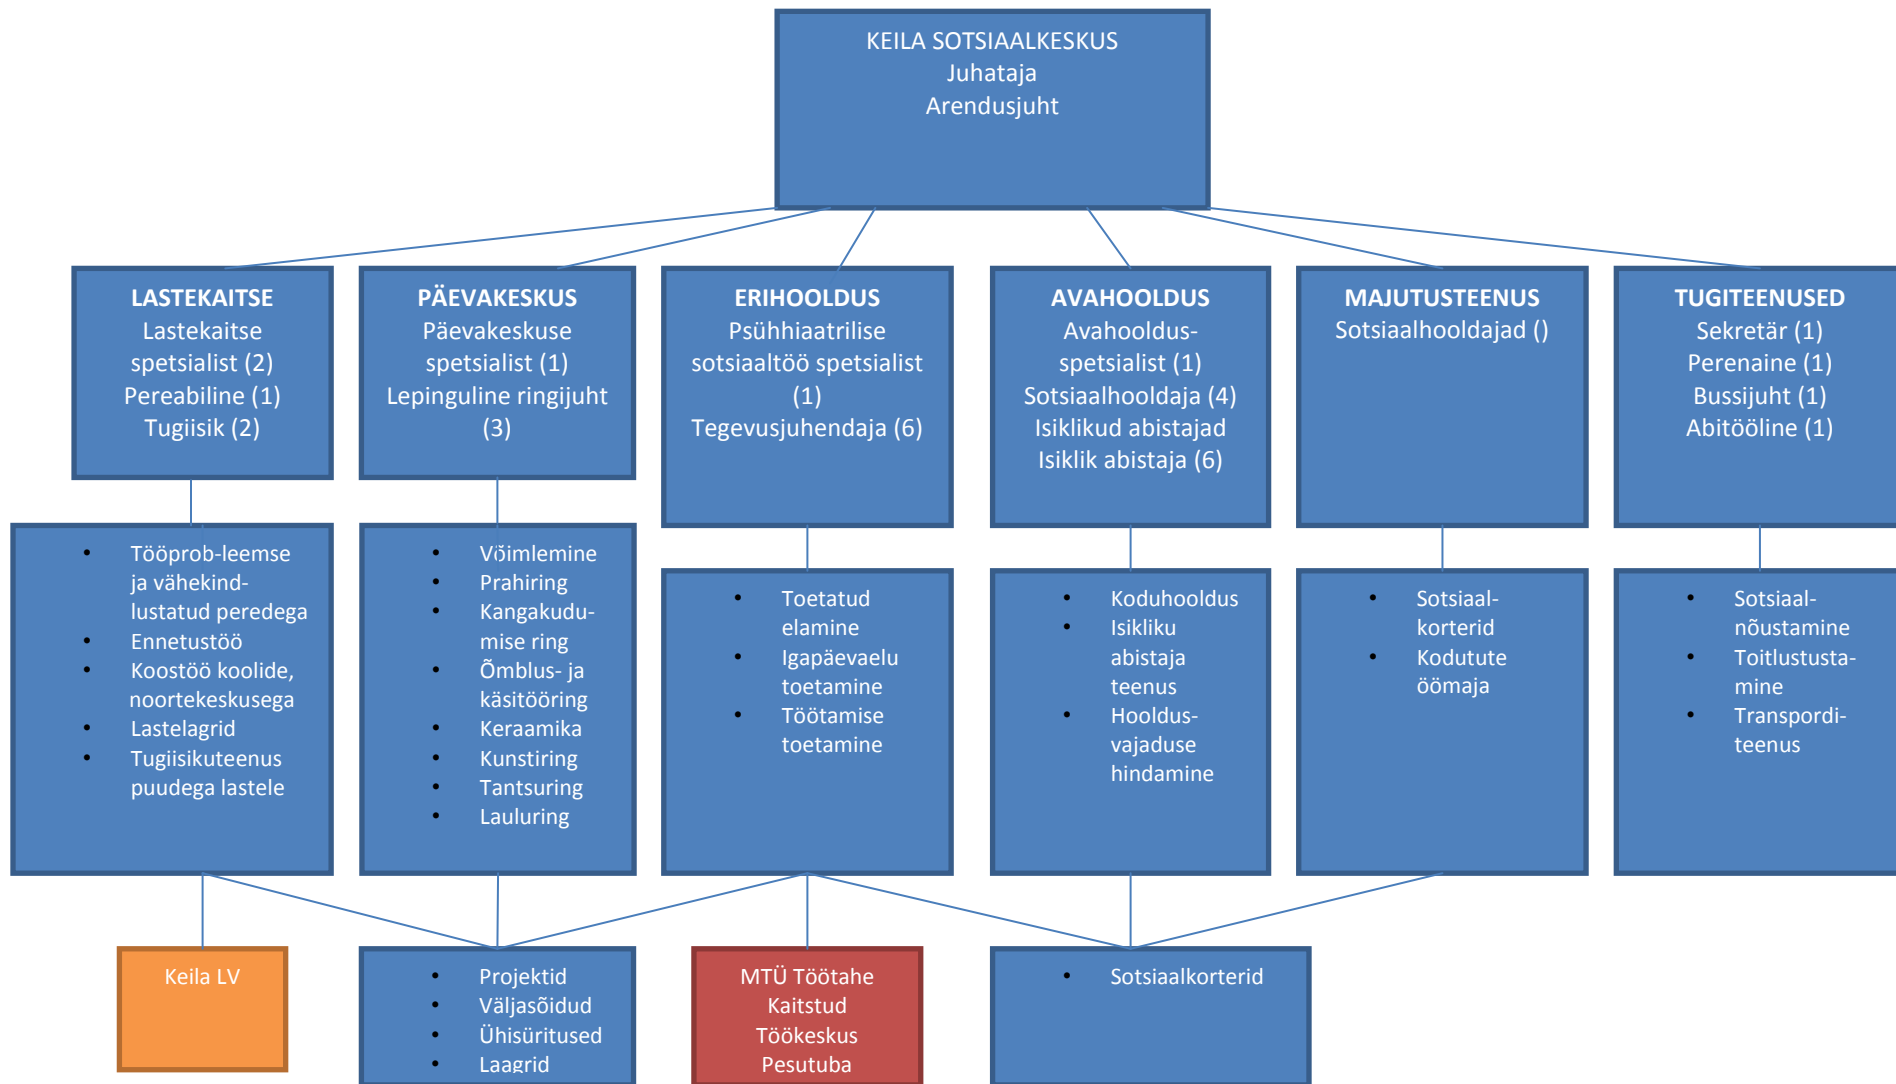 KEILA SOTSIAALKESKUS
Juhataja
Arendusjuht
LASTEKAITSE
Lastekaitse
spetsialist (2)
Pereabiline (1)
Tugiisik (2)
PÄEVAKESKUS
Päevakeskuse
spetsialist (1)
Lepinguline ringijuht
(3)
ERIHOOLDUS
Psühhiaatrilise
sotsiaaltöö spetsialist
(1)
Tegevusjuhendaja (6)
AVAHOOLDUS
Avahooldus-
spetsialist (1)
Sotsiaalhooldaja (4)
Isiklikud abistajad
Isiklik abistaja (6)
MAJUTUSTEENUS
Sotsiaalhooldajad ()
TUGITEENUSED
Sekretär (1)
Perenaine (1)
Bussijuht (1)
Abitööline (1)
• Tööprob-leemse
ja vähekind-
lustatud peredega
• Ennetustöö
• Koostöö koolide,
noortekeskusega
• Lastelagrid
• Tugiisikuteenus
puudega lastele
• Võimlemine
• Prahiring
• Kangakudu-
mise ring
• Õmblus- ja
käsitööring
• Keraamika
• Kunstiring
• Tantsuring
• Lauluring
• Toetatud
elamine
• Igapäevaelu
toetamine
• Töötamise
toetamine
• Koduhooldus
• Isikliku
abistaja
teenus
• Hooldus-
vajaduse
hindamine
• Sotsiaal-
korterid
• Kodutute
öömaja
• Sotsiaal-
nõustamine
• Toitlustusta-
mine
• Transpordi-
teenus
Keila LV
• Projektid
• Väljasõidud
• Ühisüritused
• Laagrid
MTÜ Töötahe
Kaitstud
Töökeskus
Pesutuba
• Sotsiaalkorterid